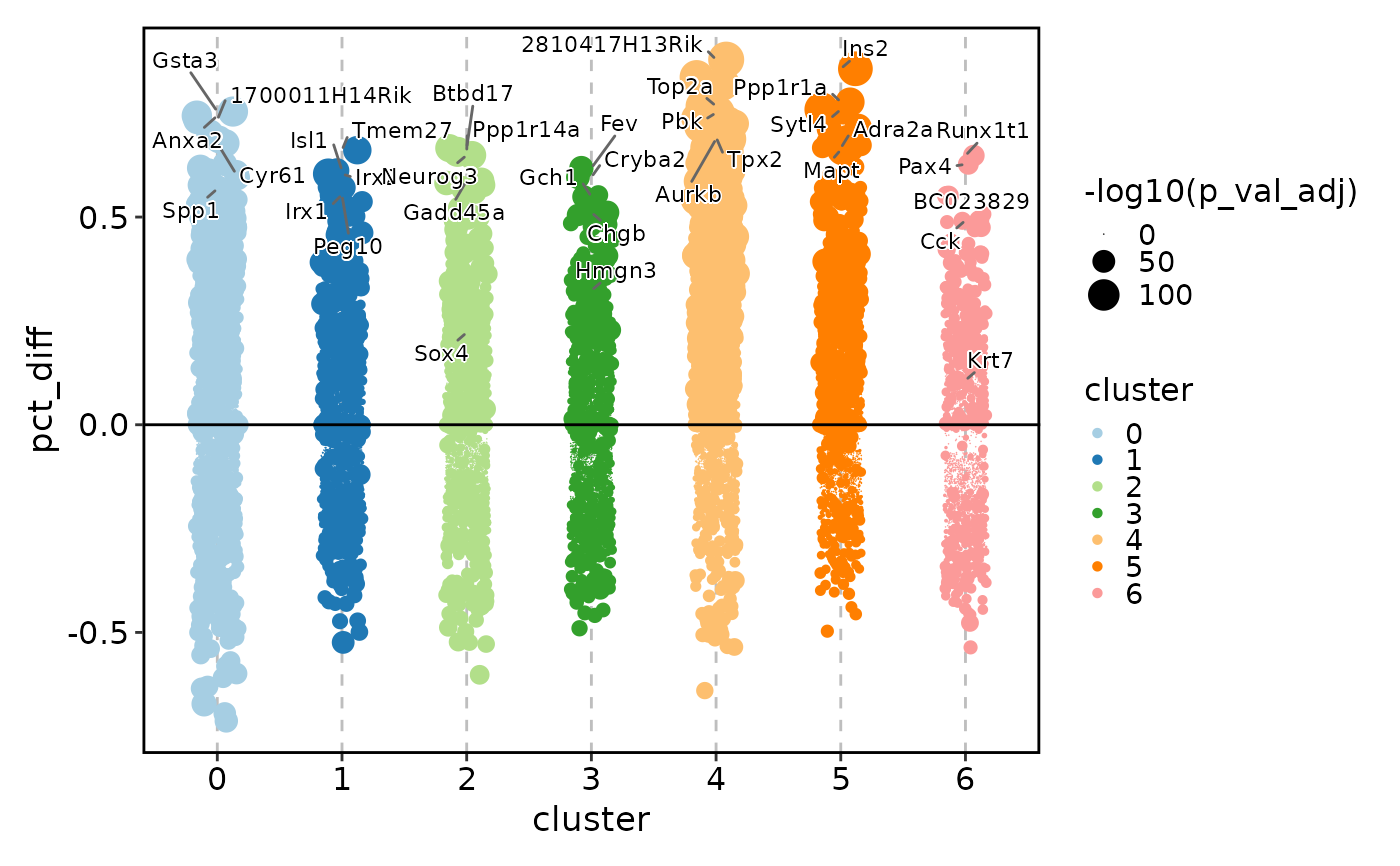 2810417H13Rik
Ins2
Gsta3
1700011H14Rik
Btbd17
Top2a
Ppp1r1a
Anxa2
Isl1
Tmem27
Ppp1r14a
Fev
Pbk
Sytl4
Adra2a
Runx1t1
Cyr61
Neurog3
Gch1
Cryba2
Tpx2
Mapt
Pax4
Spp1
Irx1
Gadd45a
Aurkb
BC023829
Peg10
Chgb
Cck
Hmgn3
Sox4
Krt7
pct_diff
0.5
0.0
-0.5
0 1 2 3 4 5 6
cluster
-log10(p_val_adj)
0
50
100
cluster
0
1
2
3
4
5
6